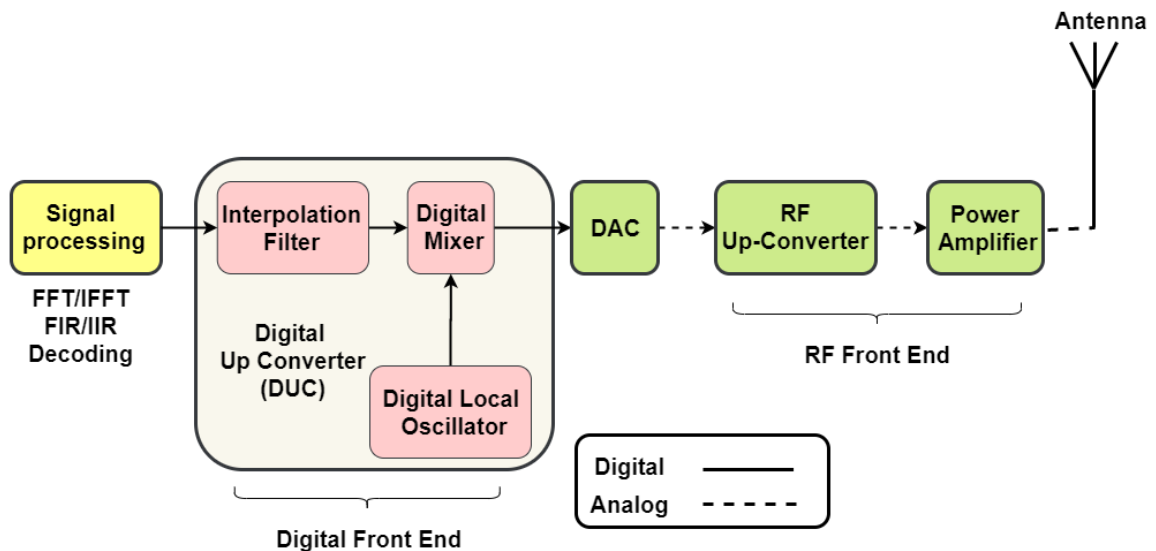 Antenna
Signal
processing
FFT/IFFT
FIR/IIR
Decoding
Interpolation
Filter
Digital
Mixer
Digital
Up Converter
(DUC)
Digital Local
Oscillator
Digital Front End
DAC
RF
Up-Converter
Power
Amplifier
RF Front End
Digital
Analog